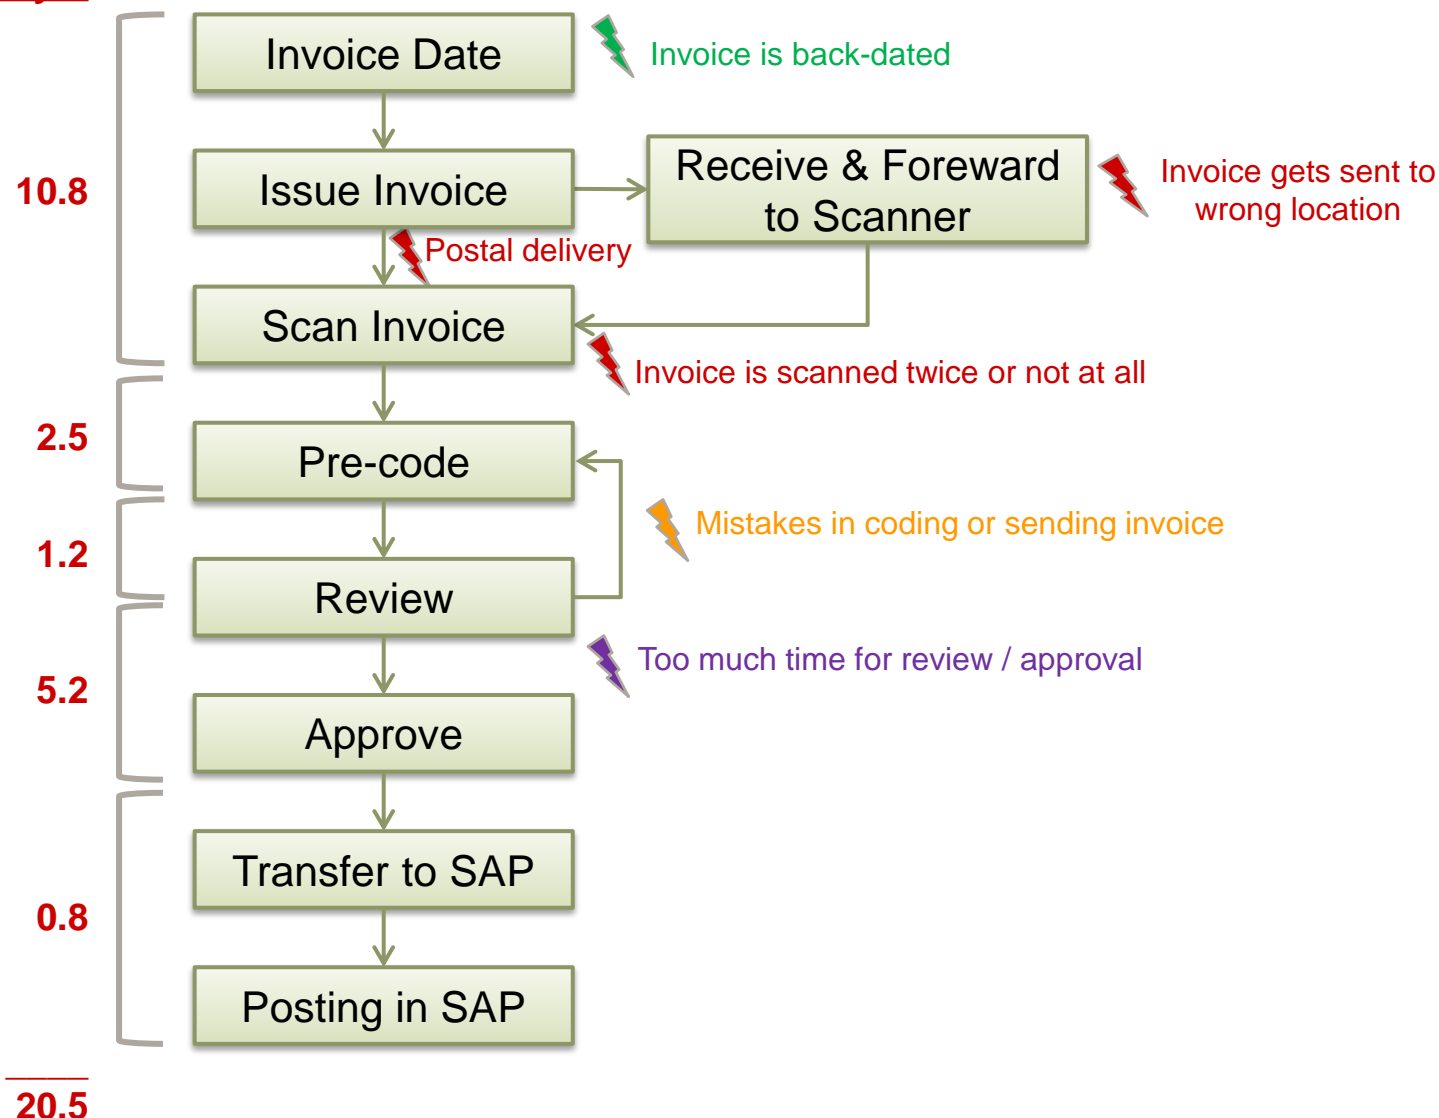 Invoice Date
Invoice is back-dated
10.8
Issue Invoice
Receive & Foreward
to Scanner
Invoice gets sent to
wrong location
Postal delivery
Scan Invoice
Invoice is scanned twice or not at all
2.5
Pre-code
Mistakes in coding or sending invoice
1.2
Review
Too much time for review / approval
5.2
Approve
Transfer to SAP
0.8
Posting in SAP
20.5